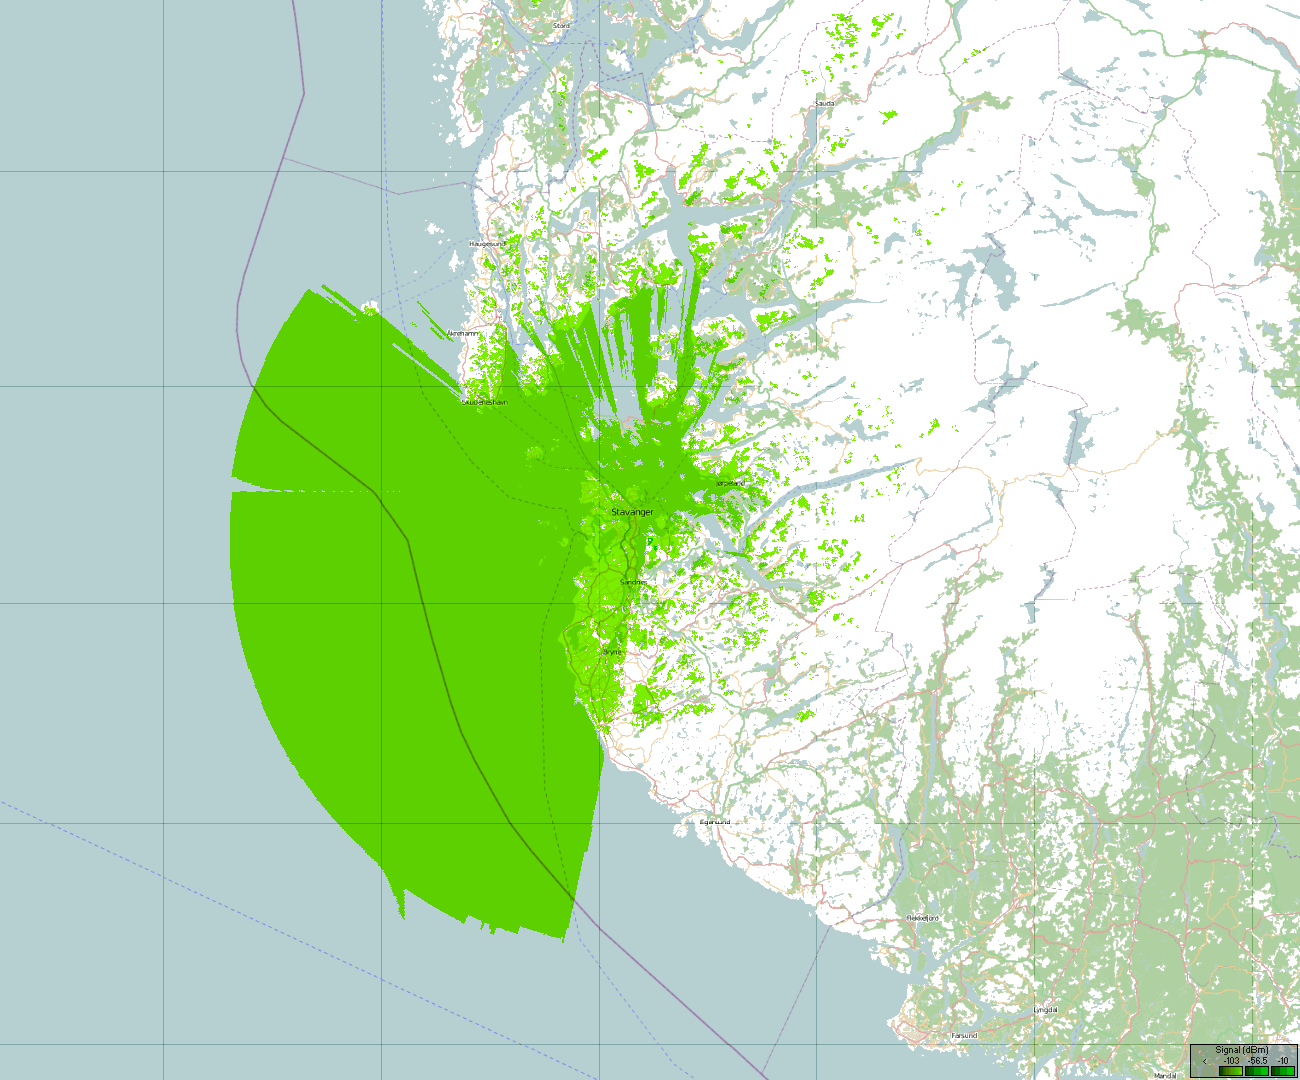 Stord
Sauda
Haugesund
Åkrehamn
Skudeneshavn
Jørpeland
Stavanger
Sandnes
Bryne
Egersund
Flekkefjord
Lyngdal
Farsund
Mandal
Signal (dBm)
< -103 -56.5 -10